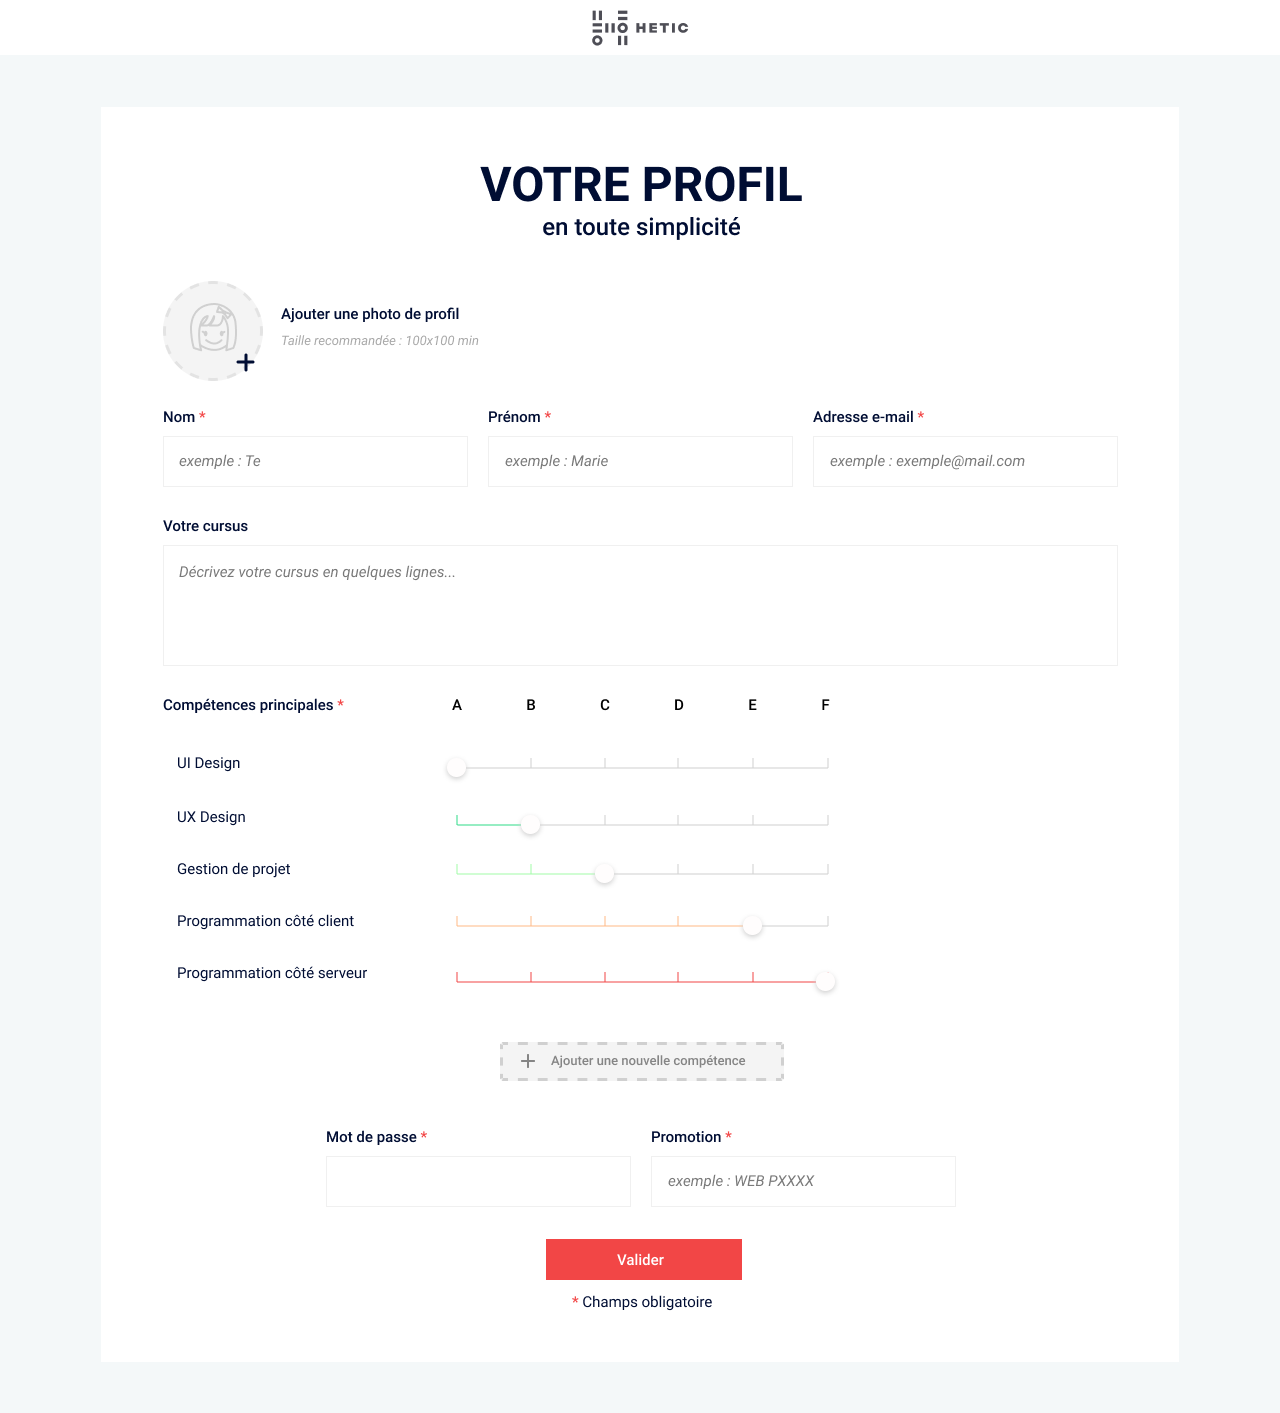 HETIC
VOTRE PROFIL
en toute simplicité
Ajouter une photo de profil
Taille recommandée : 100x100 min
Nom * Prénom * Adresse e-mail *
exemple : Te exemple : Marie exemple : exemple@mail.com
Votre cursus
Décrivez votre cursus en quelques lignes...
Compétences principales * A B C D E F
UI Design
UX Design
Gestion de projet
Programmation côté client
Programmation côté serveur
Ajouter une nouvelle compétence
Mot de passe * Promotion *
exemple : WEB PXXXX
Valider
* Champs obligatoire